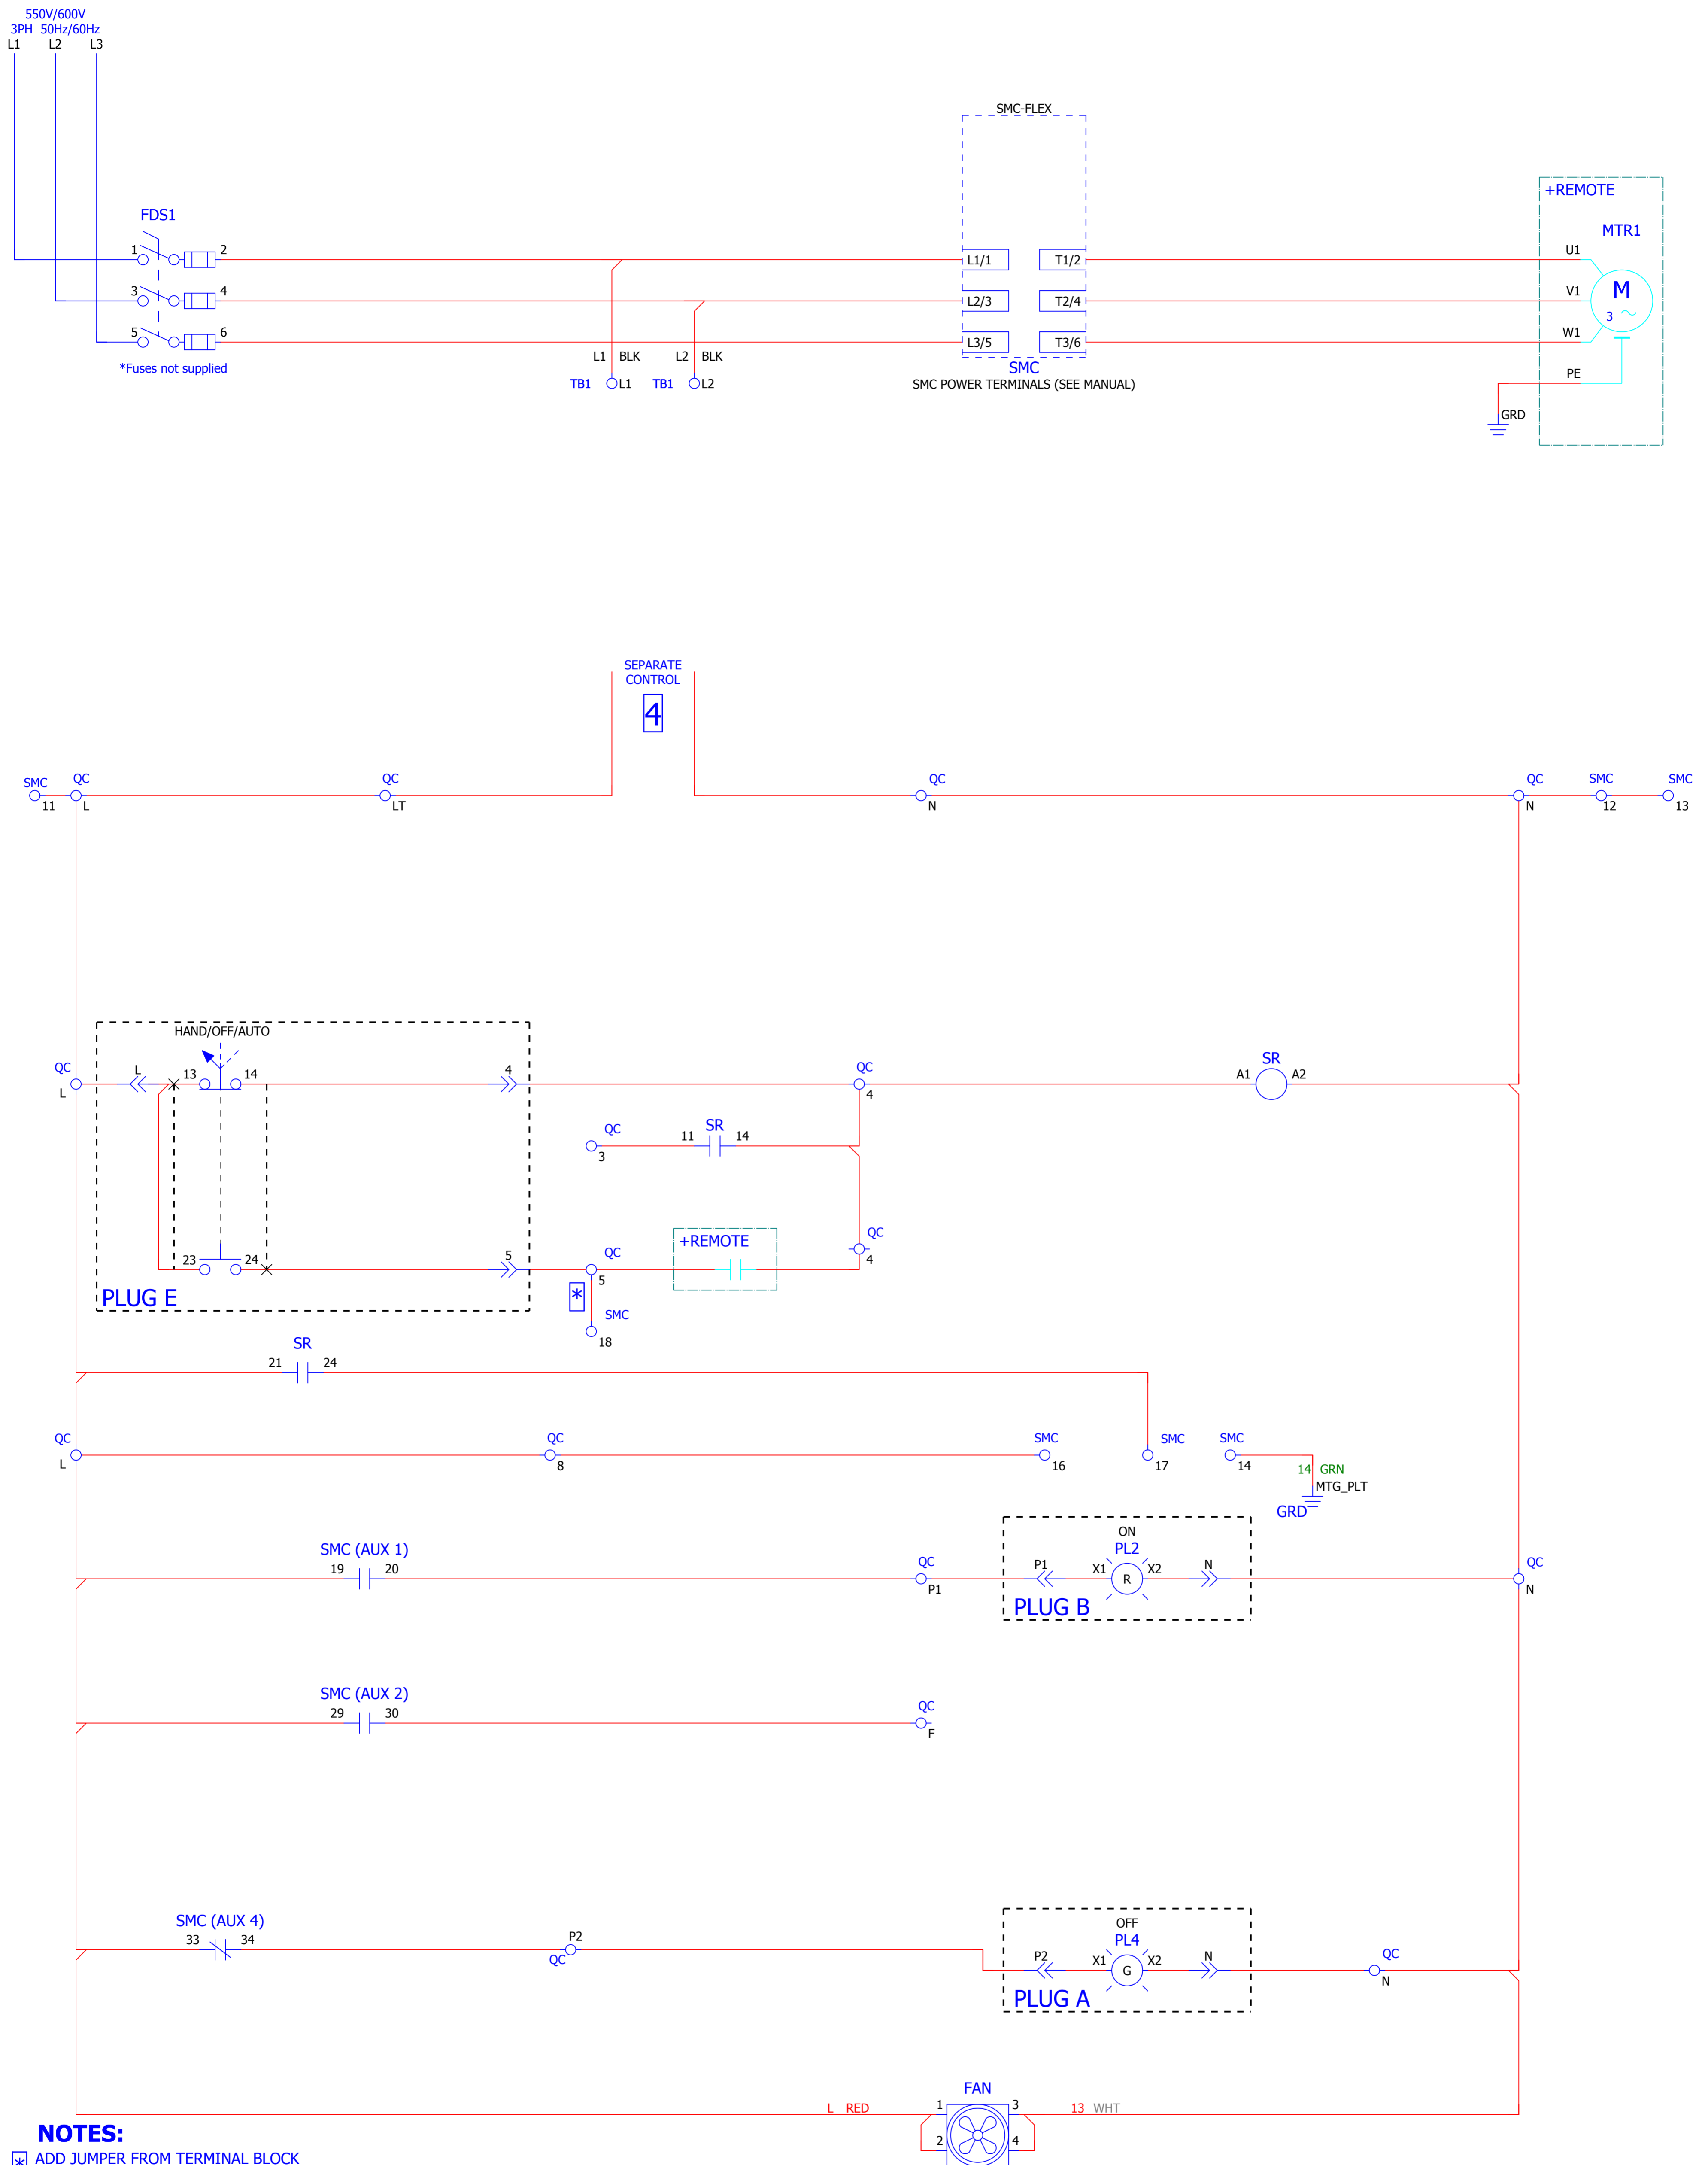 550V/600V
3PH 50Hz/60Hz
L1 L2 L3
SMC-FLEX
+REMOTE
FDS1
MTR1
1 2 L1/1 T1/2 U1
3 4 L2/3 T2/4 V1
M
3
5 6 L3/5 T3/6 W1
*Fuses not supplied
L1 BLK L2 BLK
SMC
PE
TB1 L1 TB1 L2
SMC POWER TERMINALS (SEE MANUAL)
GRD
SEPARATE
CONTROL
4
SMC QC QC QC QC SMC SMC
11 L LT N N 12 13
HAND/OFF/AUTO
QC L 13 14 4 QC SR
L 4 A1 A2
QC SR
3 11 14
QC
4
+REMOTE
23 24 5 QC
5
PLUG E
*
SMC
18
SR
21 24
QC QC SMC SMC SMC
L 8 16 17 14
14 GRN
MTG_PLT
GRD
ON
SMC (AUX 1) PL2
19 20 QC P1 X1 R X2 N QC
P1 N
PLUG B
SMC (AUX 2)
29 30 QC
F
SMC (AUX 4) OFF
33 34 P2 PL4
QC P2 X1 G X2 N QC
N
PLUG A
FAN
L RED 1 3 13 WHT
2 4
NOTES:
* ADD JUMPER FROM TERMINAL BLOCK